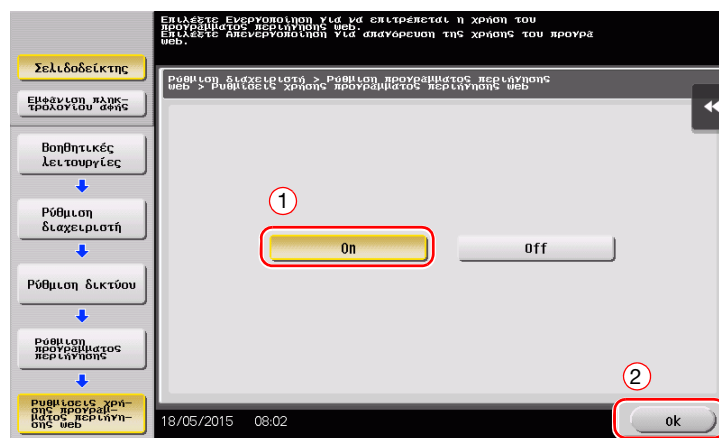 Επιλέξτε Ενεργοποίηση για να επιτρέπεται η χρήση του
προγράμματος περιήγησης web.
Επιλέξτε Απενεργοποίηση για απαγόρευση της χρήσης του προγρά
web.
Σελιδοδείκτης
Εμφάνιση πληκ-
τρολογίου αφής
Ρύθμιση διαχειριστή > Ρύθμιση προγράμματος περιήγησης
web > Ρυθμίσεις χρήσης προγράμματος περιήγησης web
Βοηθητικές
λειτουργίες
Ρύθμιση
διαχειριστή
Ρύθμιση δικτύου
Ρύθμιση
προγράμματος
περιήγησης
Ρυθμίσεις χρή-
σης προγράμ-
ματος περιήγη-
σης web
1
On
Off
2
18/05/2015 08:02
ok